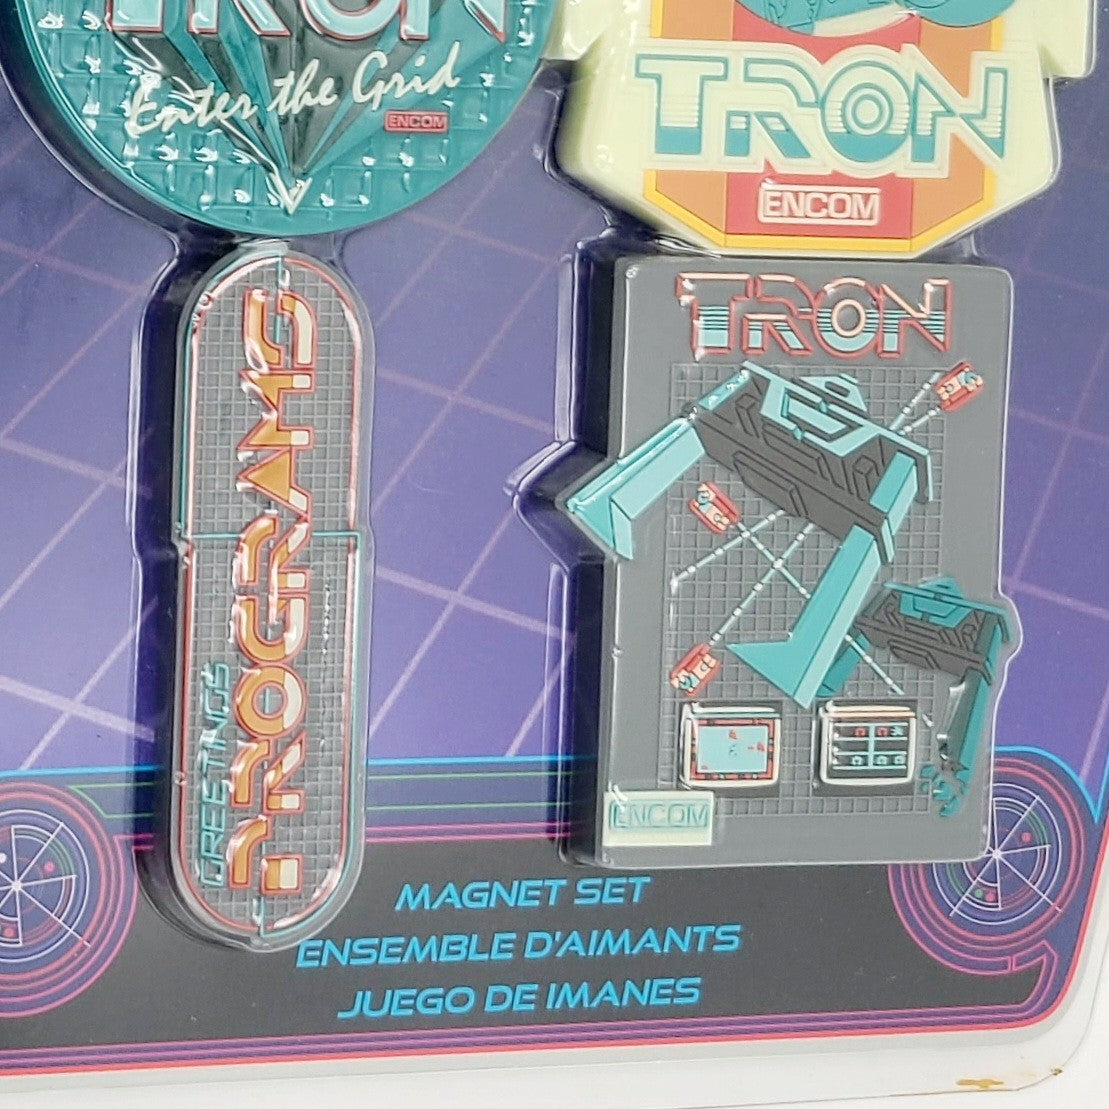 TRON
Enter the Grid
ENCOM
TRON
ENCOM
GREETINGS
PROGRAMS
TRON
ENCOM
MAGNET SET
ENSEMBLE D'AIMANTS
JUEGO DE IMANES